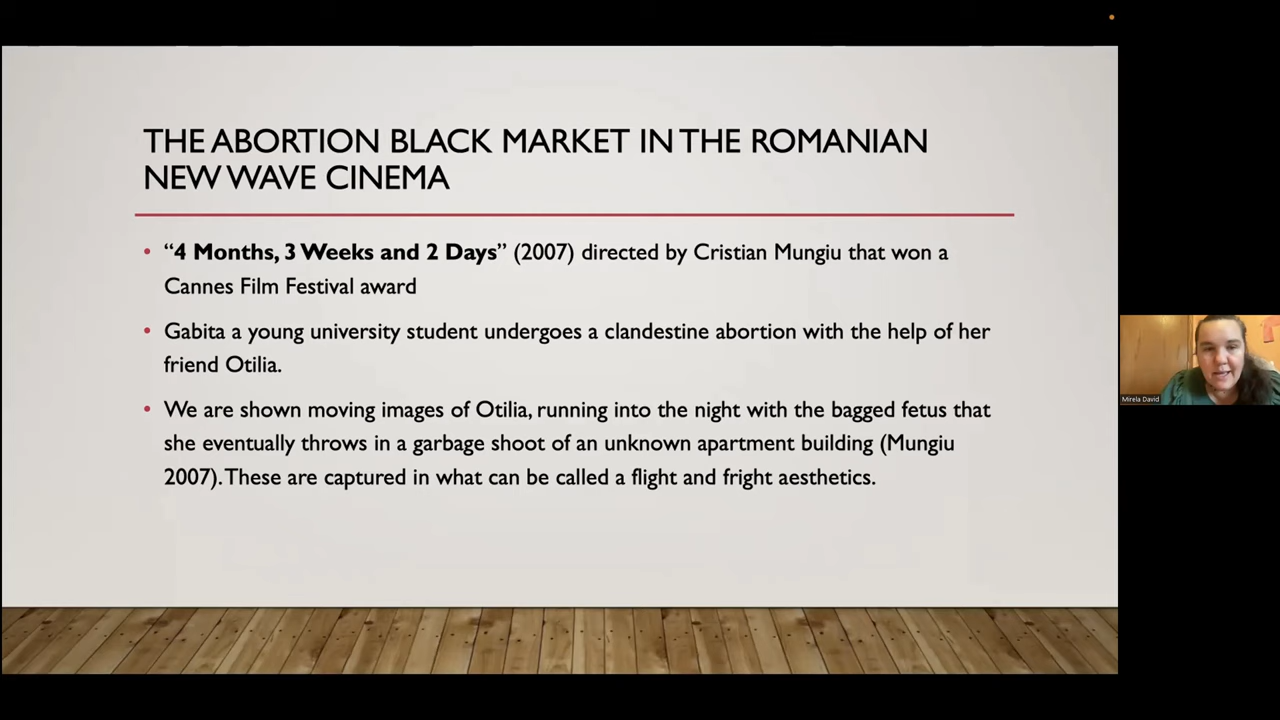 THE ABORTION BLACK MARKET IN THE ROMANIAN
NEW WAVE CINEMA
• “4 Months, 3 Weeks and 2 Days” (2007) directed by Cristian Mungiu that won a
Cannes Film Festival award
• Gabita a young university student undergoes a clandestine abortion with the help of her
friend Otilia.
• We are shown moving images of Otilia, running into the night with the bagged fetus that
she eventually throws in a garbage shoot of an unknown apartment building (Mungiu
2007). These are captured in what can be called a flight and fright aesthetics.
Mirela David